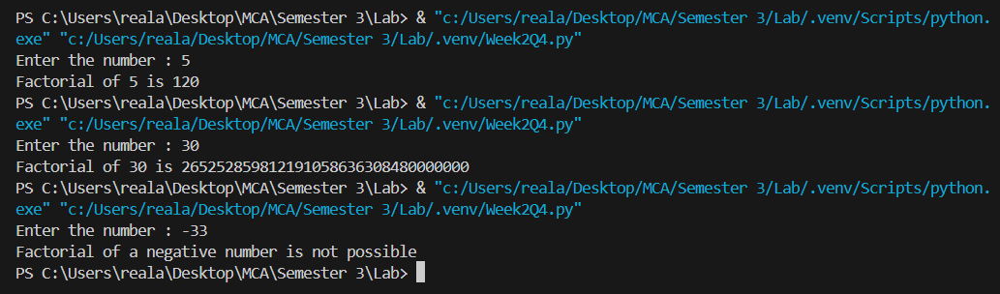 PS C:\Users\reala\Desktop\MCA\Semester 3\Lab> & "c:/Users/reala/Desktop/MCA/Semester 3/Lab/.venv/Scripts/python.
exe" "c:/Users/reala/Desktop/MCA/Semester 3/Lab/.venv/Week2Q4.py"
Enter the number : 5
Factorial of 5 is 120
PS C:\Users\reala\Desktop\MCA\Semester 3\Lab> & "c:/Users/reala/Desktop/MCA/Semester 3/Lab/.venv/Scripts/python.
exe" "c:/Users/reala/Desktop/MCA/Semester 3/Lab/.venv/Week2Q4.py"
Enter the number : 30
Factorial of 30 is 265252859812191058636308480000000
PS C:\Users\reala\Desktop\MCA\Semester 3\Lab> & "c:/Users/reala/Desktop/MCA/Semester 3/Lab/.venv/Scripts/python.
exe" "c:/Users/reala/Desktop/MCA/Semester 3/Lab/.venv/Week2Q4.py"
Enter the number : -33
Factorial of a negative number is not possible
PS C:\Users\reala\Desktop\MCA\Semester 3\Lab>